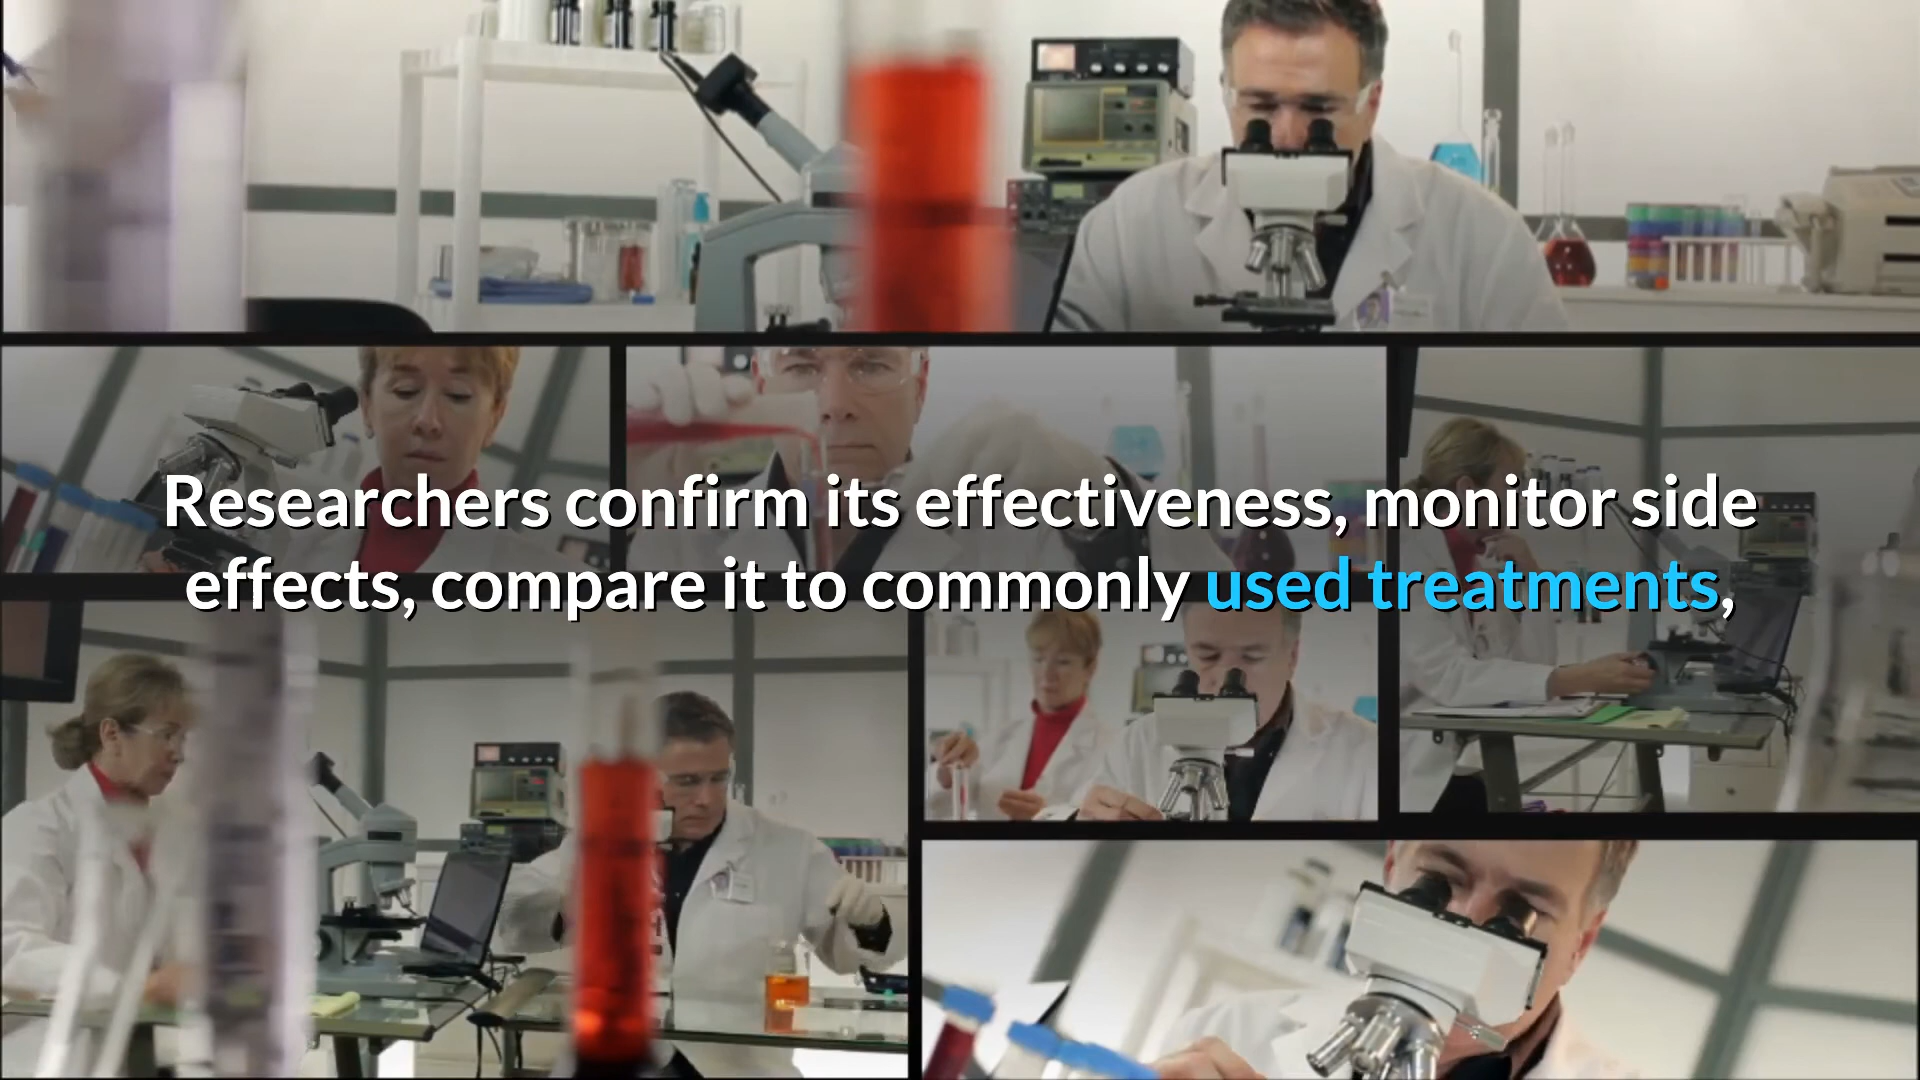 Researchers confirm its effectiveness, monitor side
effects, compare it to commonly used treatments,